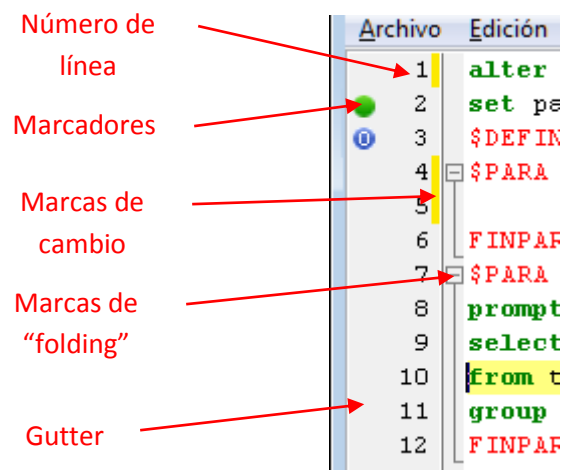 Número de
línea
Marcadores
Marcas de
cambio
Marcas de
“folding”
Gutter
Archivo Edición
1 alter
2 set
0 3 $DEFIN
4 $PARA
5
6 FINPAR
7 $PARA
8 prompt
9 select
10 from t
11 group
12 FINPAR